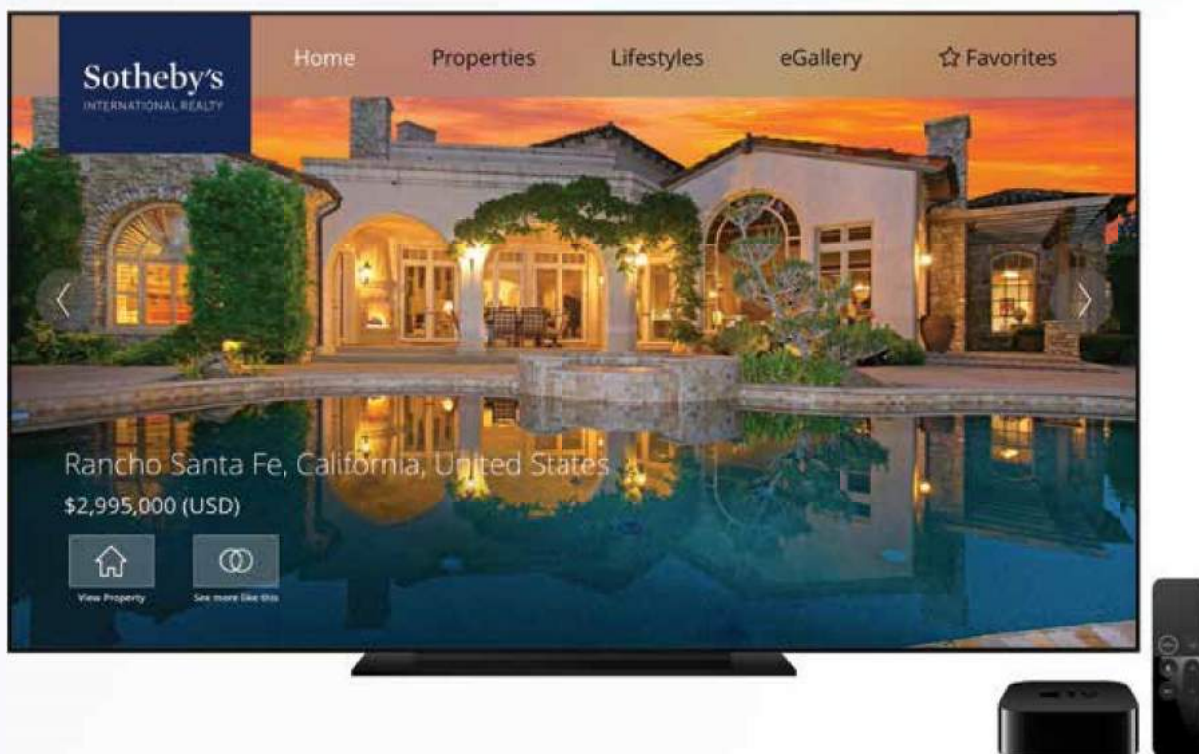 Sotheby's
INTERNATIONAL REALTY
Home
Properties
Lifestyles
eGallery
Favorites
Rancho Santa Fe, California, United States
$2,995,000 (USD)
View Property
See more like this